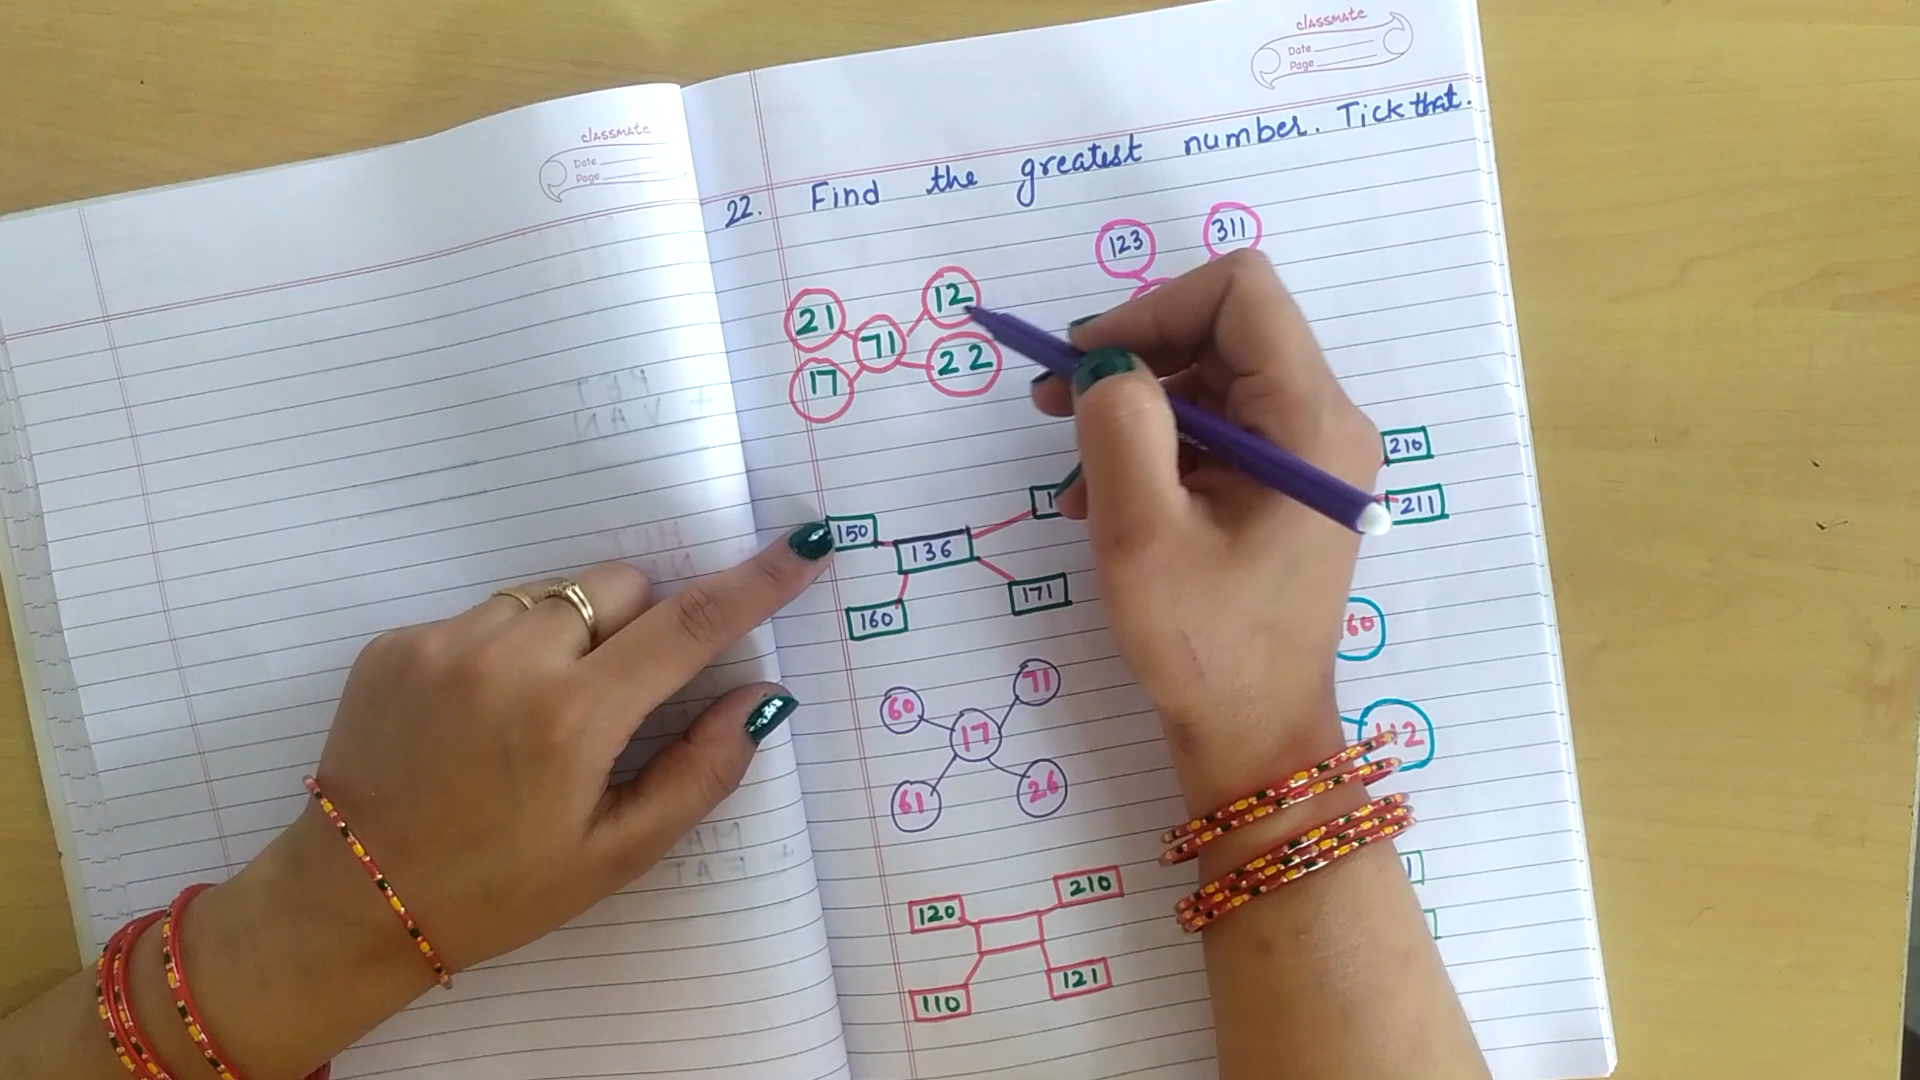 classmate
Date
Page
classmate
Date
Page
22. Find the greatest number. Tick that.
123 311
21 12
71
17 22
210
150 136
211
160 171
60 71
17
61 26
160
112
120 210
110 121